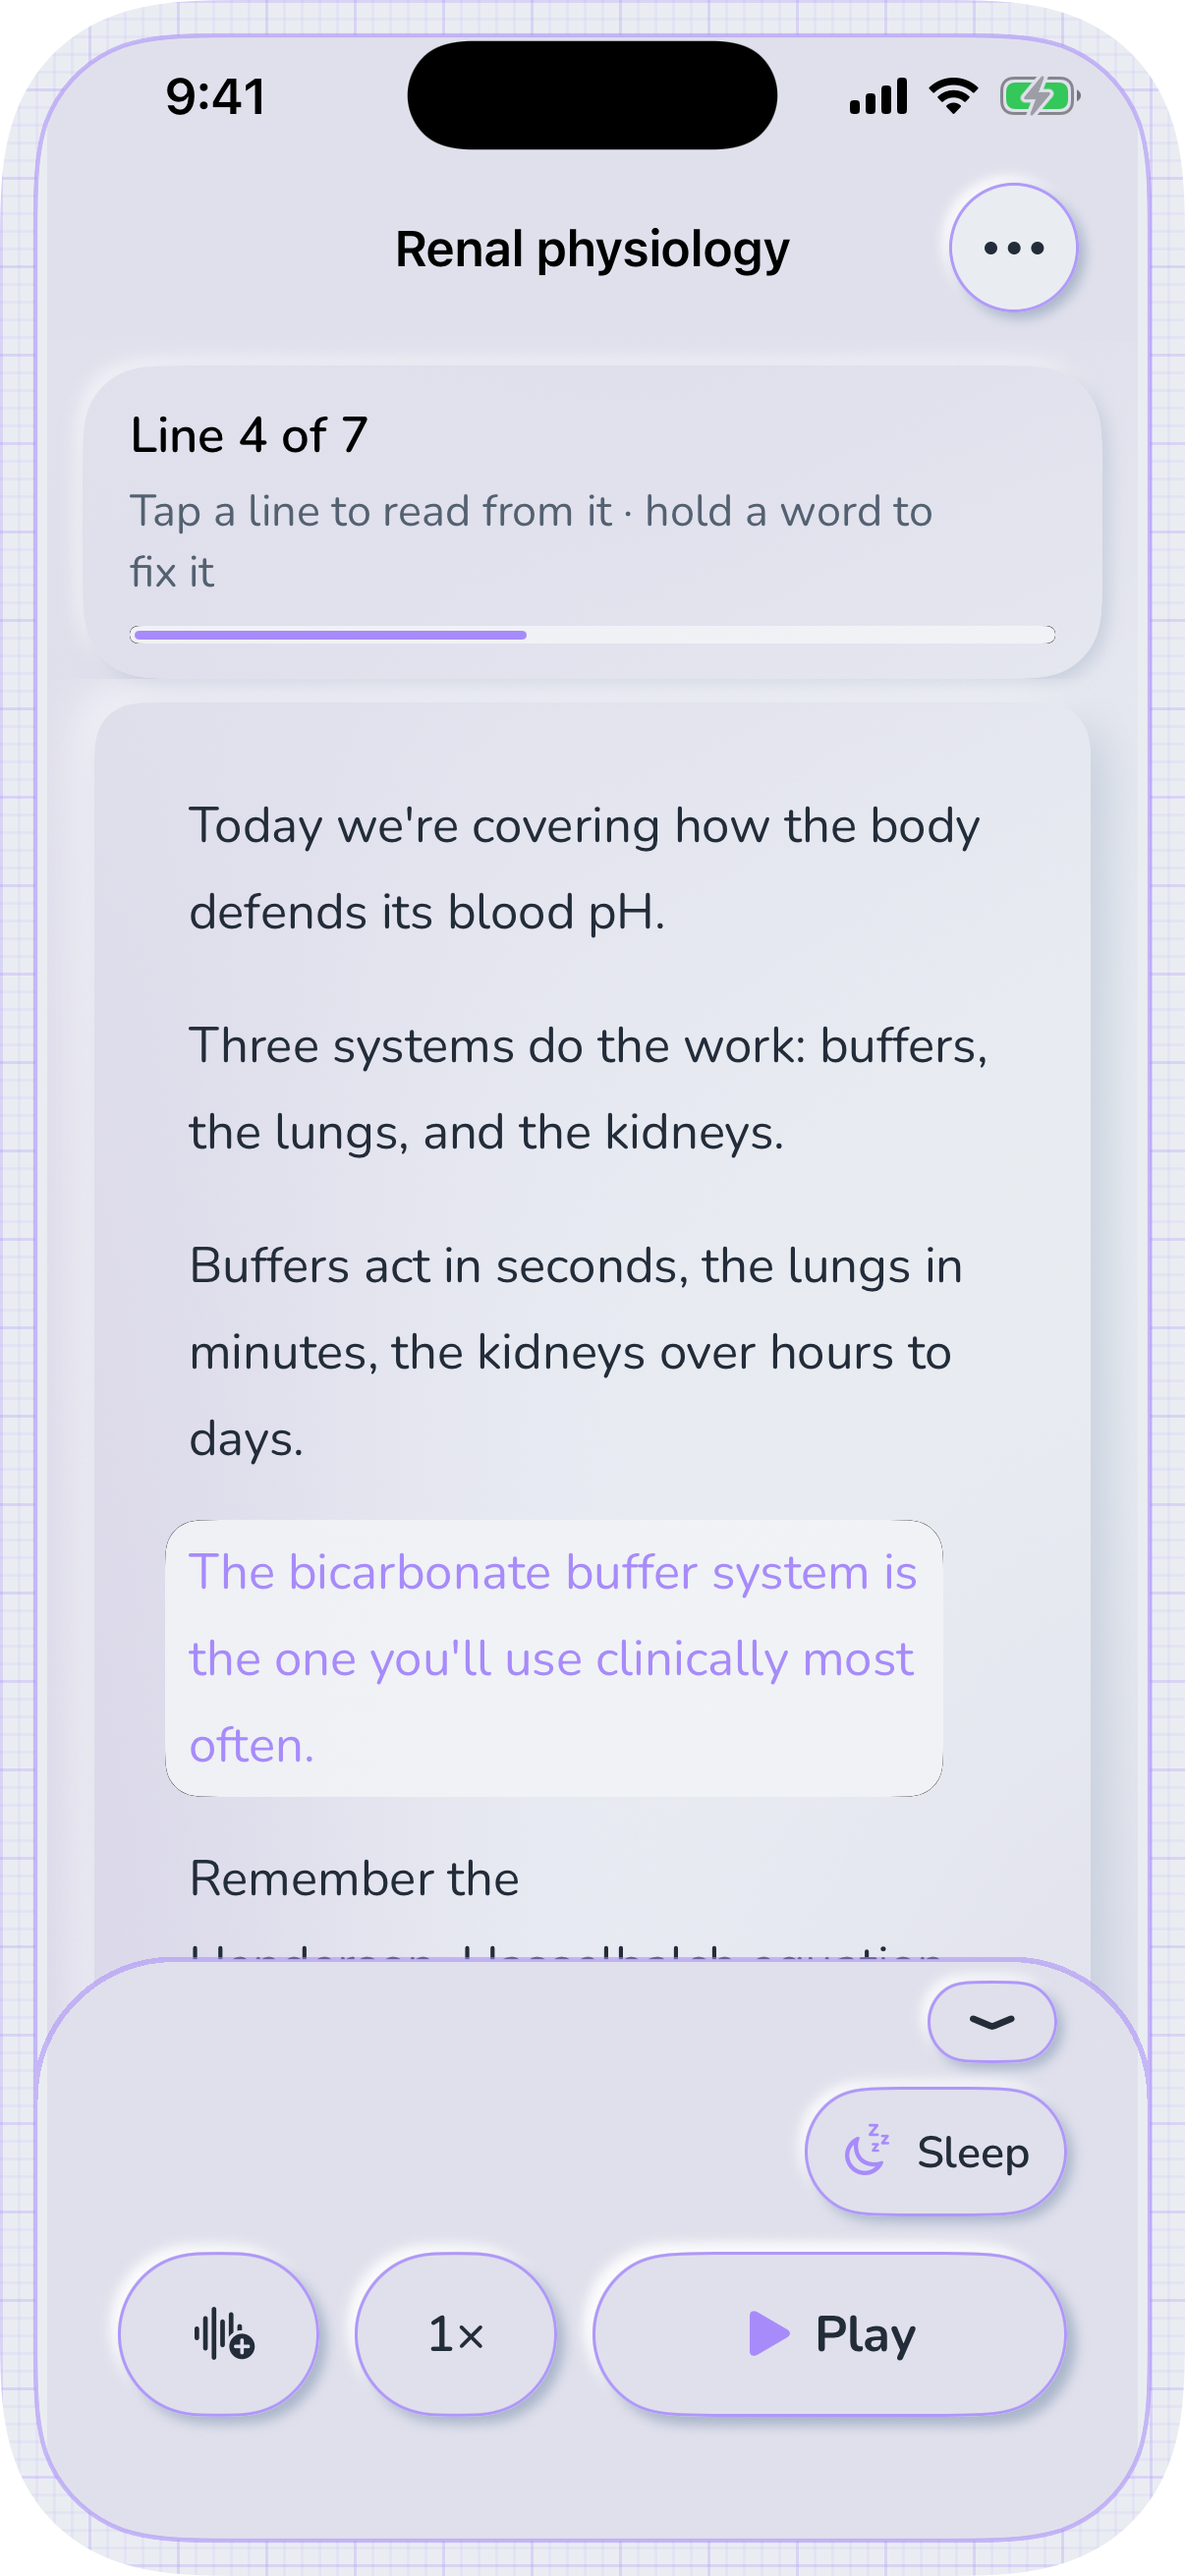 9:41
Renal physiology
Line 4 of 7
Tap a line to read from it · hold a word to
fix it
Today we're covering how the body
defends its blood pH.
Three systems do the work: buffers,
the lungs, and the kidneys.
Buffers act in seconds, the lungs in
minutes, the kidneys over hours to
days.
The bicarbonate buffer system is
the one you'll use clinically most
often.
Remember the
Sleep
1×
Play